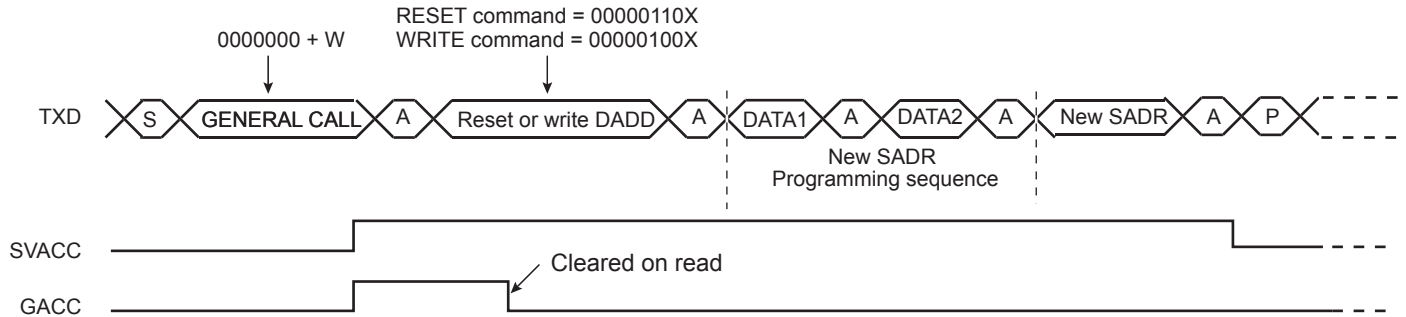 RESET command = 00000110X
0000000 + W
WRITE command = 00000100X
TXD
S
GENERAL CALL
A
Reset or write DADD
A
DATA1
A
DATA2
A
New SADR
A
P
New SADR
Programming sequence
SVACC
Cleared on read
GACC